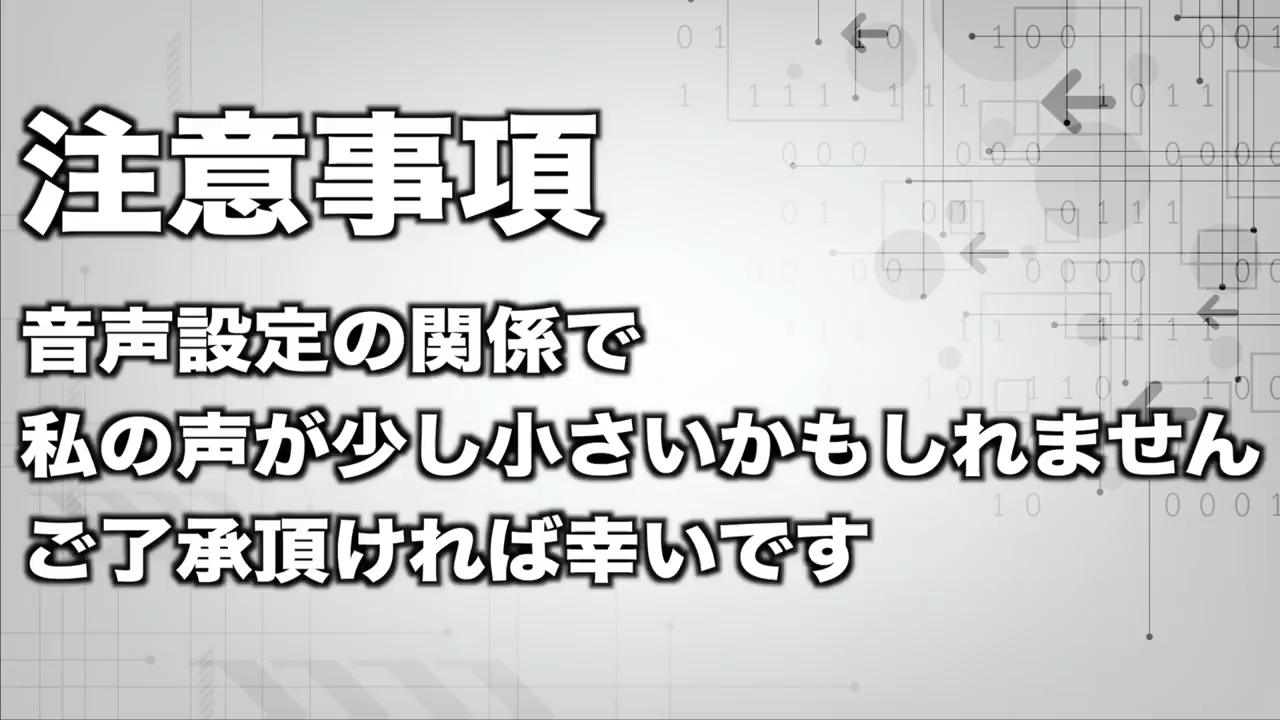 注意事項
音声設定の関係で
私の声が少し小さいかもしれません
ご了承頂ければ幸いです